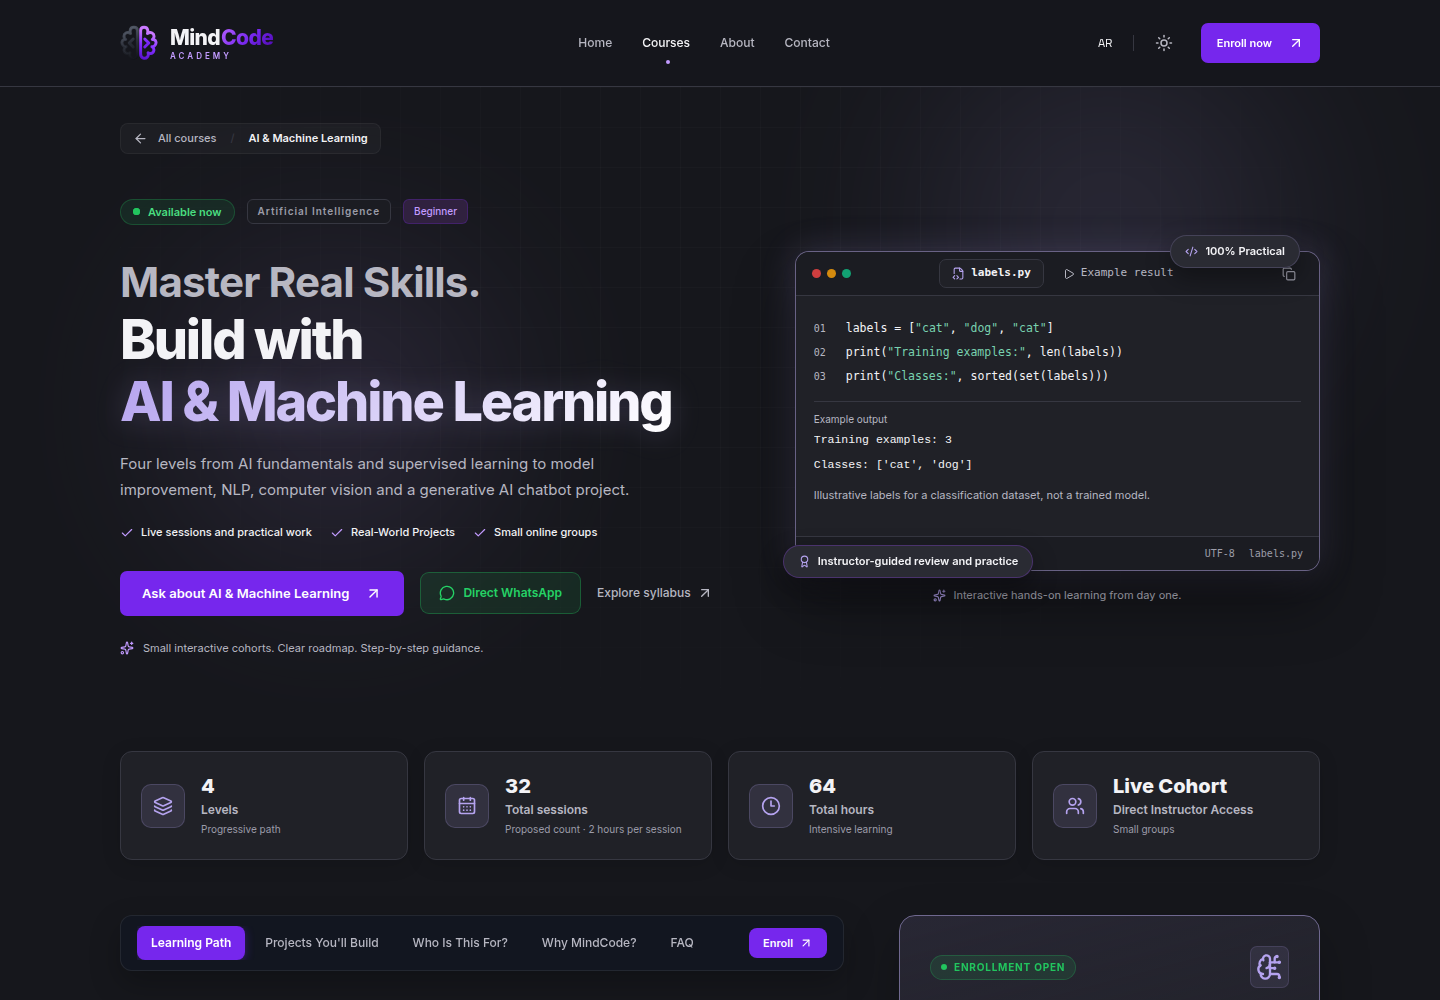 MindCode
ACADEMY
Home
Courses
About
Contact
AR
Enroll now
All courses / AI & Machine Learning
Available now
Artificial Intelligence
Beginner
Master Real Skills.
Build with
AI & Machine Learning
Four levels from AI fundamentals and supervised learning to model
improvement, NLP, computer vision and a generative AI chatbot project.
Live sessions and practical work
Real-World Projects
Small online groups
Ask about AI & Machine Learning
Direct WhatsApp
Explore syllabus
Small interactive cohorts. Clear roadmap. Step-by-step guidance.
100% Practical
labels.py
Example result
01 labels = ["cat", "dog", "cat"]
02 print("Training examples:", len(labels))
03 print("Classes:", sorted(set(labels)))
Example output
Training examples: 3
Classes: ['cat', 'dog']
Illustrative labels for a classification dataset, not a trained model.
UTF-8 labels.py
Instructor-guided review and practice
Interactive hands-on learning from day one.
4
Levels
Progressive path
32
Total sessions
Proposed count · 2 hours per session
64
Total hours
Intensive learning
Live Cohort
Direct Instructor Access
Small groups
Learning Path
Projects You'll Build
Who Is This For?
Why MindCode?
FAQ
Enroll
ENROLLMENT OPEN